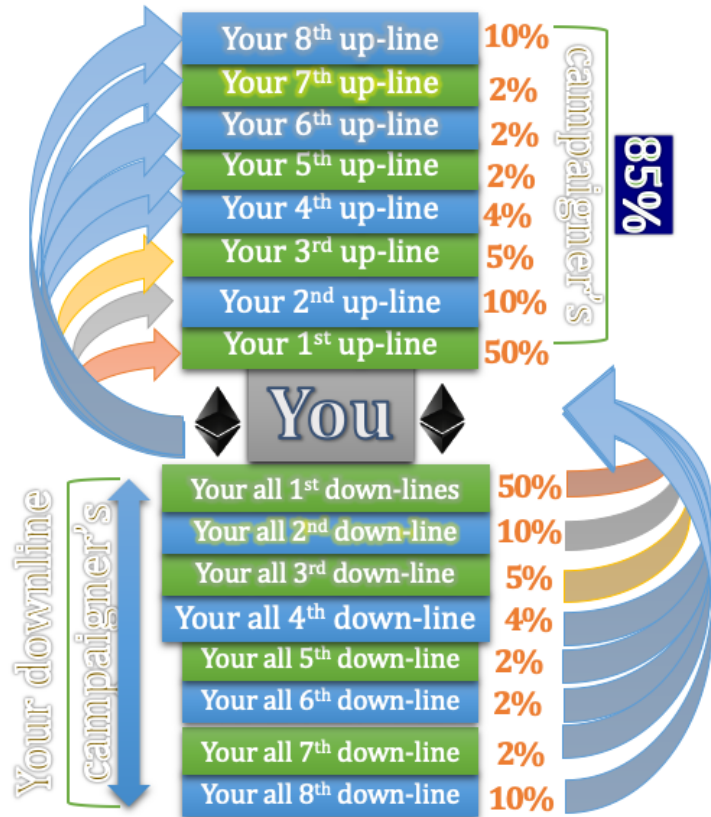 Your 8th up-line 10%
Your 7th up-line 2%
Your 6th up-line 2%
Your 5th up-line 2%
Your 4th up-line 4%
Your 3rd up-line 5%
Your 2nd up-line 10%
Your 1st up-line 50%
campaigner's
85%
You
Your all 1st down-lines 50%
Your all 2nd down-line 10%
Your all 3rd down-line 5%
Your all 4th down-line 4%
Your all 5th down-line 2%
Your all 6th down-line 2%
Your all 7th down-line 2%
Your all 8th down-line 10%
Your downline
campaigner's